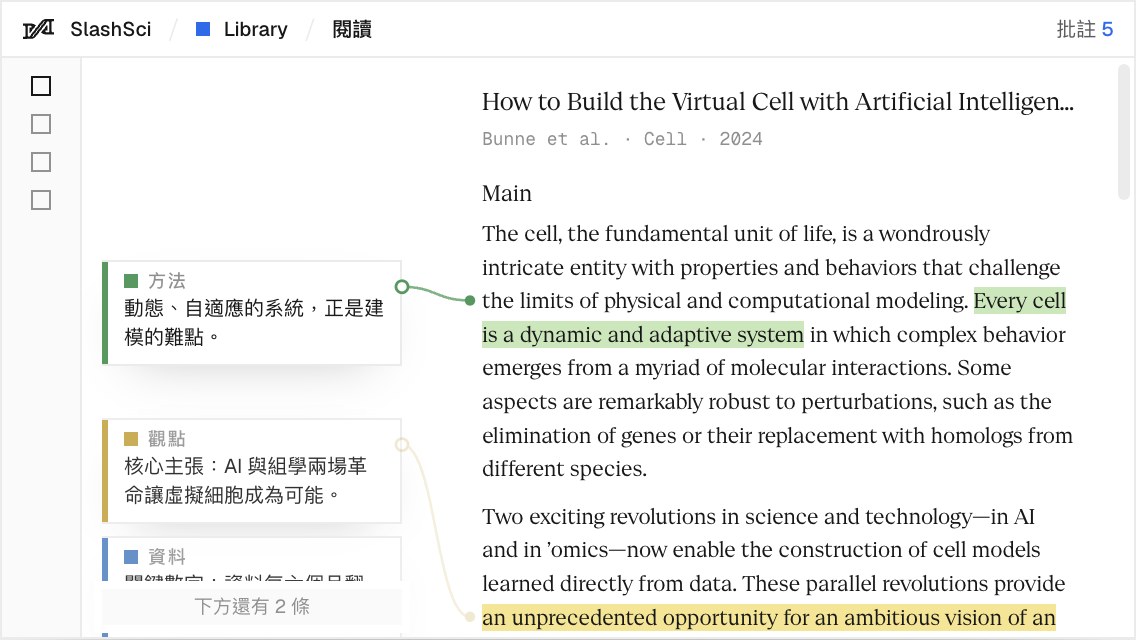 SlashSci / Library / 閱讀
批註 5
How to Build the Virtual Cell with Artificial Intelligen...
Bunne et al. · Cell · 2024
Main
The cell, the fundamental unit of life, is a wondrously
intricate entity with properties and behaviors that challenge
the limits of physical and computational modeling. Every cell
is a dynamic and adaptive system in which complex behavior
emerges from a myriad of molecular interactions. Some
aspects are remarkably robust to perturbations, such as the
elimination of genes or their replacement with homologs from
different species.
Two exciting revolutions in science and technology—in AI
and in ’omics—now enable the construction of cell models
learned directly from data. These parallel revolutions provide
an unprecedented opportunity for an ambitious vision of an
方法
動態、自適應的系統，正是建
模的難點。
觀點
核心主張：AI 與組學兩場革
命讓虛擬細胞成為可能。
資料
下方還有 2 條